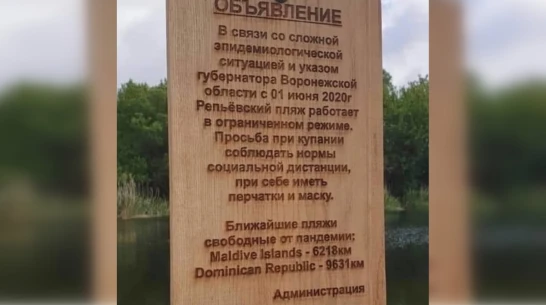 ОБЪЯВЛЕНИЕ
В связи со сложной
эпидемиологической
ситуацией и указом
губернатора Воронежской
области с 01 июня 2020г
Репьёвский пляж работает
в ограниченном режиме.
Просьба при купании
соблюдать нормы
социальной дистанции,
при себе иметь
перчатки и маску.
Ближайшие пляжи
свободные от пандемии:
Maldive Islands - 6218км
Dominican Republic - 9631км
Администрация